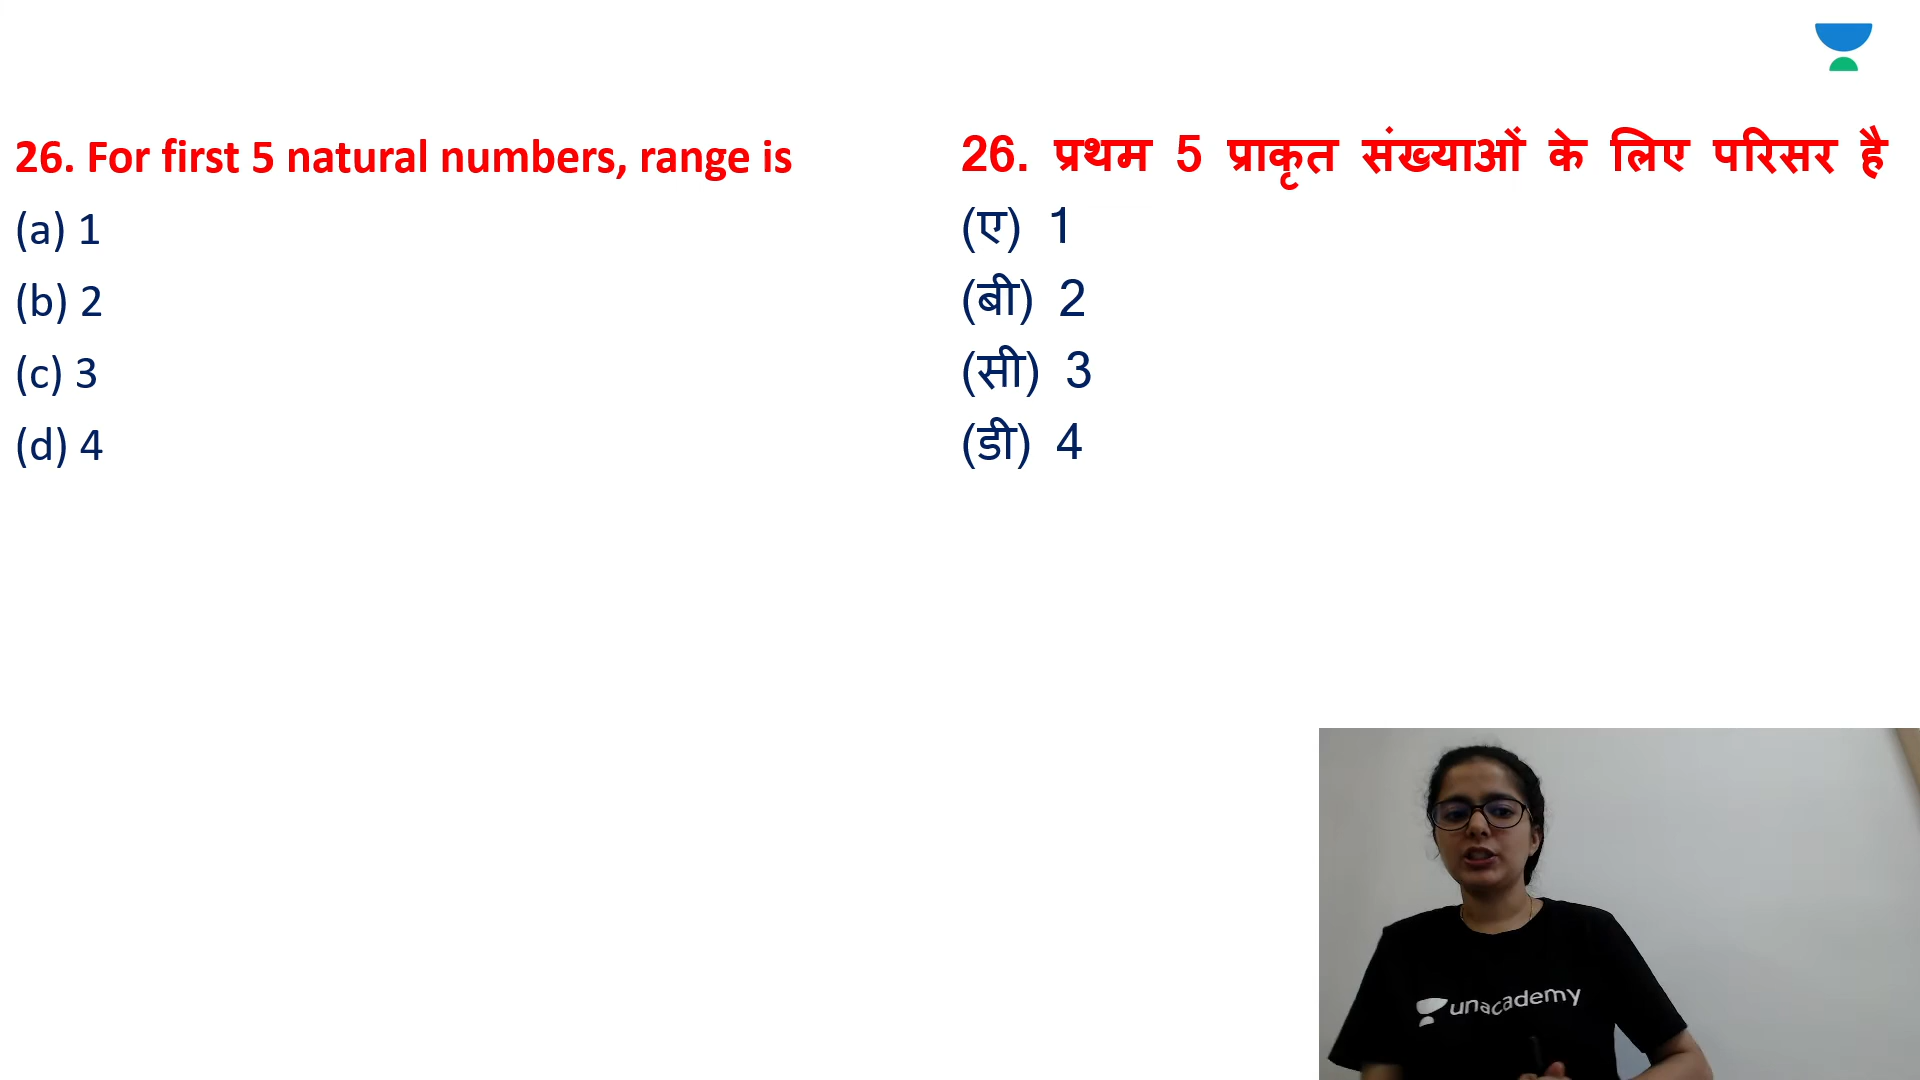 26. For first 5 natural numbers, range is
(a) 1
(b) 2
(c) 3
(d) 4
26. प्रथम 5 प्राकृत संख्याओं के लिए परिसर है
(ए) 1
(बी) 2
(सी) 3
(डी) 4
unacademy